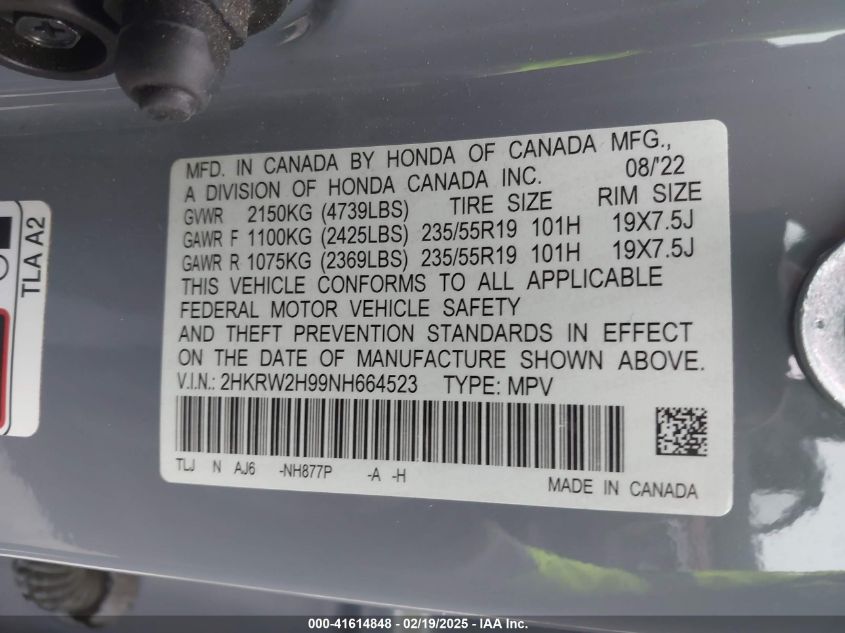 MFD. IN CANADA BY HONDA OF CANADA MFG.,
A DIVISION OF HONDA CANADA INC. 08/'22
GVWR 2150KG (4739LBS) TIRE SIZE RIM SIZE
GAWR F 1100KG (2425LBS) 235/55R19 101H 19X7.5J
GAWR R 1075KG (2369LBS) 235/55R19 101H 19X7.5J
THIS VEHICLE CONFORMS TO ALL APPLICABLE
FEDERAL MOTOR VEHICLE SAFETY
AND THEFT PREVENTION STANDARDS IN EFFECT
ON THE DATE OF MANUFACTURE SHOWN ABOVE.
V.I.N.: 2HKRW2H99NH664523 TYPE: MPV
TLJ N AJ6 -NH877P -A -H
MADE IN CANADA
TLA A2
000-41614848 - 02/19/2025 - IAA Inc.